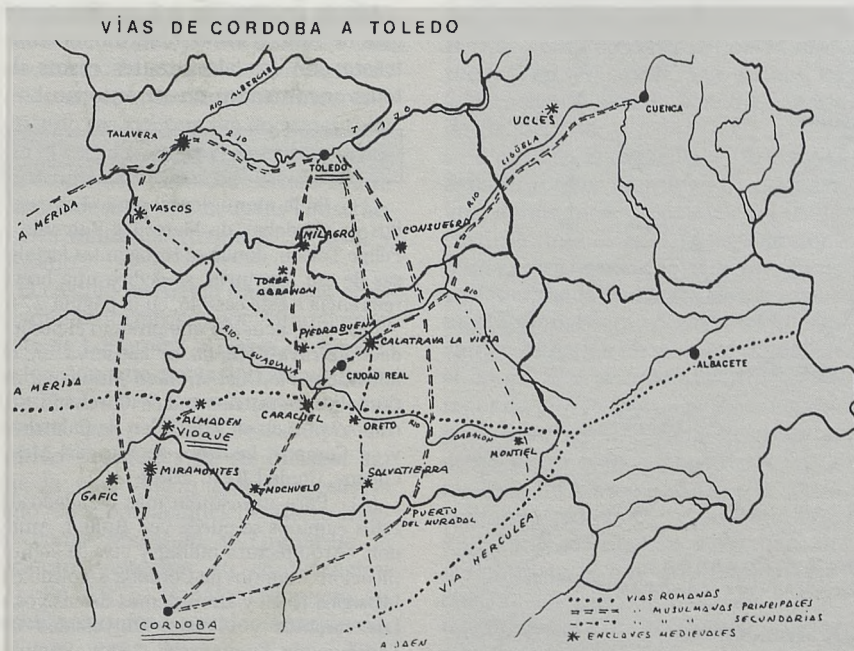 VÍAS DE CORDOBA A TOLEDO
RIO ALBERCHE
TALAVERA
RIO
TAJO
TOLEDO
UCLES
CUENCA
RIO CIGÜELA
A MERIDA
VASCOS
MILAGRO
CONSUEGRA
TORRE
ABRAHAM
RIO
PIEDRABUENA
CALATRAVA LA VIEJA
RIO GUADIANA
CIUDAD REAL
ALBACETE
A MERIDA
ALMADEN
VIOQUE
CARACUEL
ORETO
RIO
JABALON
MONTIEL
GAFIC
MIRAMONTES
MOCHUELO
SALVATIERRA
PUERTO
DEL MURADAL
VIA HERCULEA
CORDOBA
A JAEN
VIAS ROMANAS
" MUSULMANAS PRINCIPALES
" " SECUNDARIAS
ENCLAVES MEDIEVALES